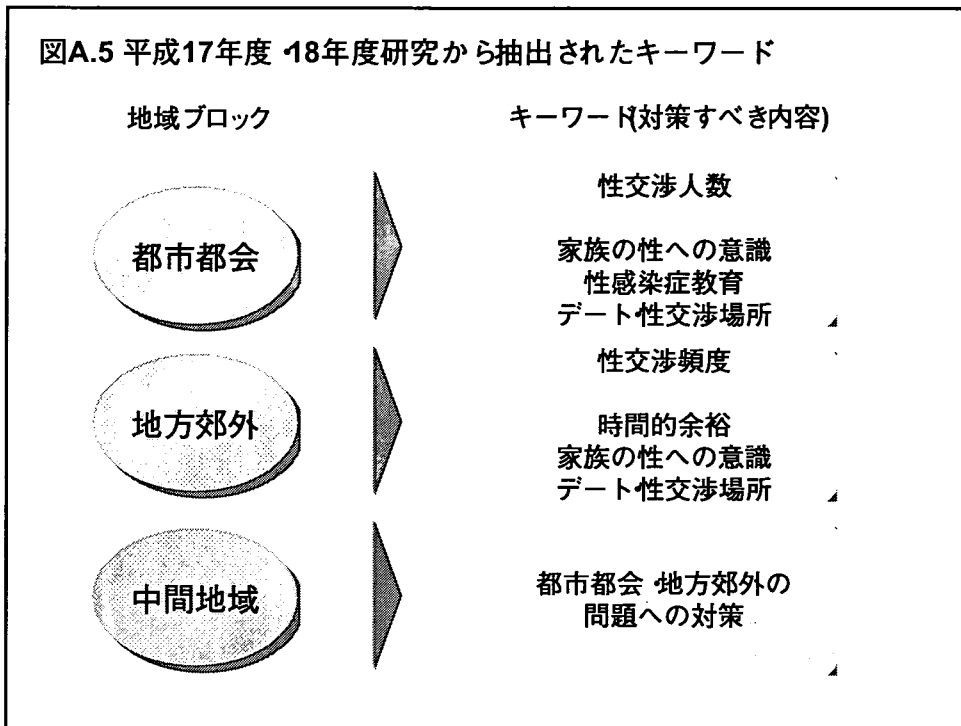 図A.5 平成17年度・18年度研究から抽出されたキーワード
地域ブロック
キーワード(対策すべき内容)
都市都会
性交渉人数
家族の性への意識
性感染症教育
デート・性交渉場所
地方郊外
性交渉頻度
時間的余裕
家族の性への意識
デート・性交渉場所
中間地域
都市都会・地方郊外の
問題への対策